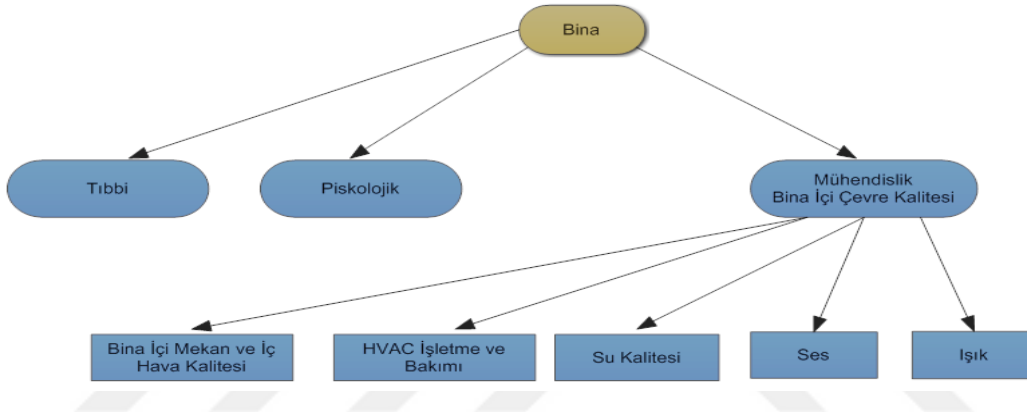 Bina
Tıbbi
Piskolojik
Mühendislik
Bina İçi Çevre Kalitesi
Bina İçi Mekan ve İç
Hava Kalitesi
HVAC İşletme ve
Bakımı
Su Kalitesi
Ses
Işık